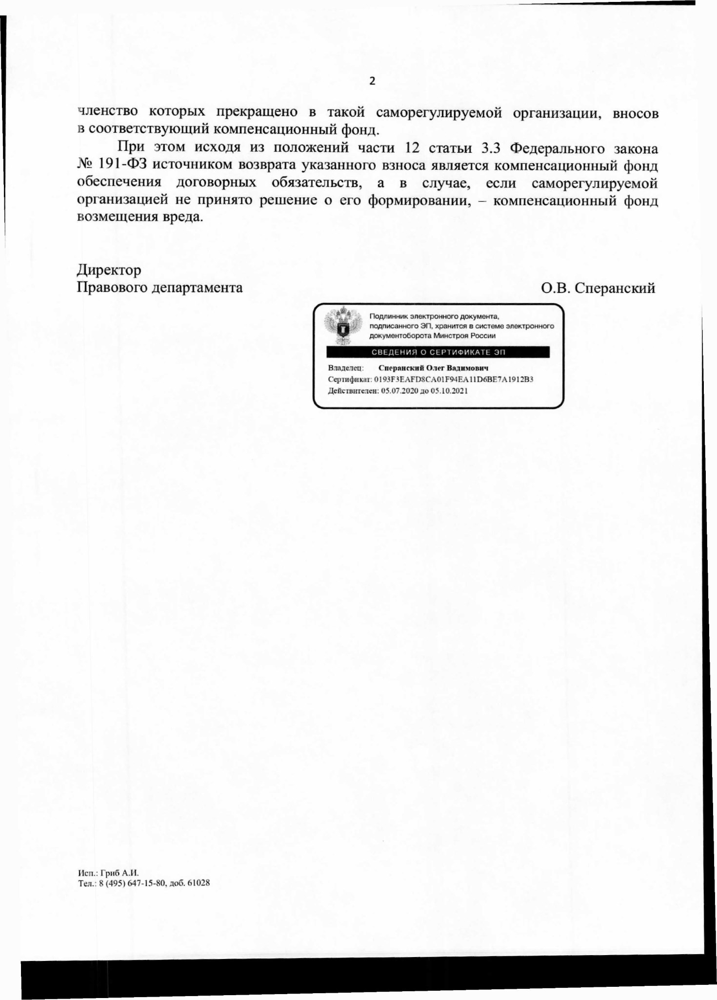 2
членство которых прекращено в такой саморегулируемой организации, вносов
в соответствующий компенсационный фонд.
При этом исходя из положений части 12 статьи 3.3 Федерального закона
№ 191-ФЗ источником возврата указанного взноса является компенсационный фонд
обеспечения договорных обязательств, а в случае, если саморегулируемой
организацией не принято решение о его формировании, – компенсационный фонд
возмещения вреда.
Директор
Правового департамента О.В. Сперанский
Подлинник электронного документа,
подписанного ЭП, хранится в системе электронного
документооборота Минстроя России
СВЕДЕНИЯ О СЕРТИФИКАТЕ ЭП
Владелец: Сперанский Олег Вадимович
Сертификат: 0193F3EAFD8CA01F94EA11D6BE7A1912B3
Действителен: 05.07.2020 до 05.10.2021
Исп.: Гриб А.И.
Тел.: 8 (495) 647-15-80, доб. 61028